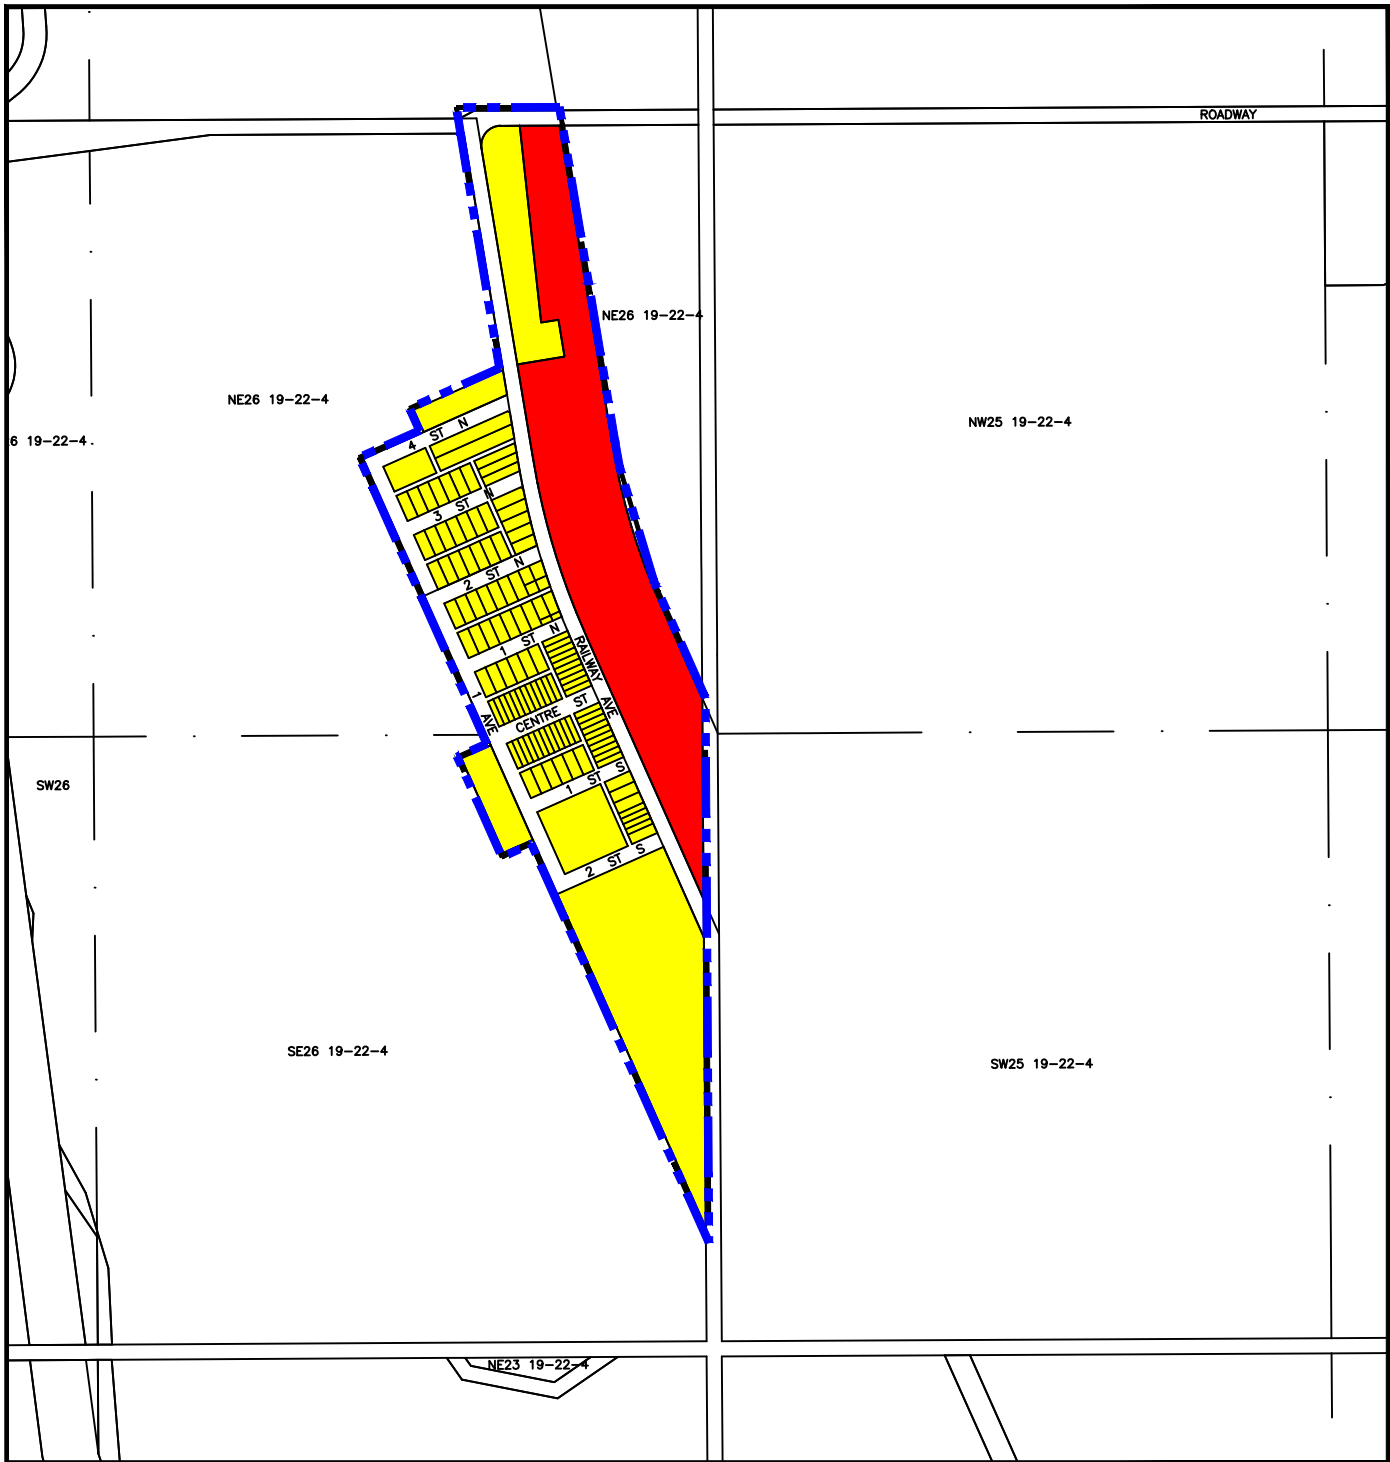 ROADWAY
NE26 19-22-4
NE26 19-22-4
NW25 19-22-4
6 19-22-4
4 ST N
3 ST N
2 ST N
1 ST N
RAILWAY AVE
1 AVE
CENTRE ST
1 ST S
2 ST S
SW26
SE26 19-22-4
SW25 19-22-4
NE23 19-22-4